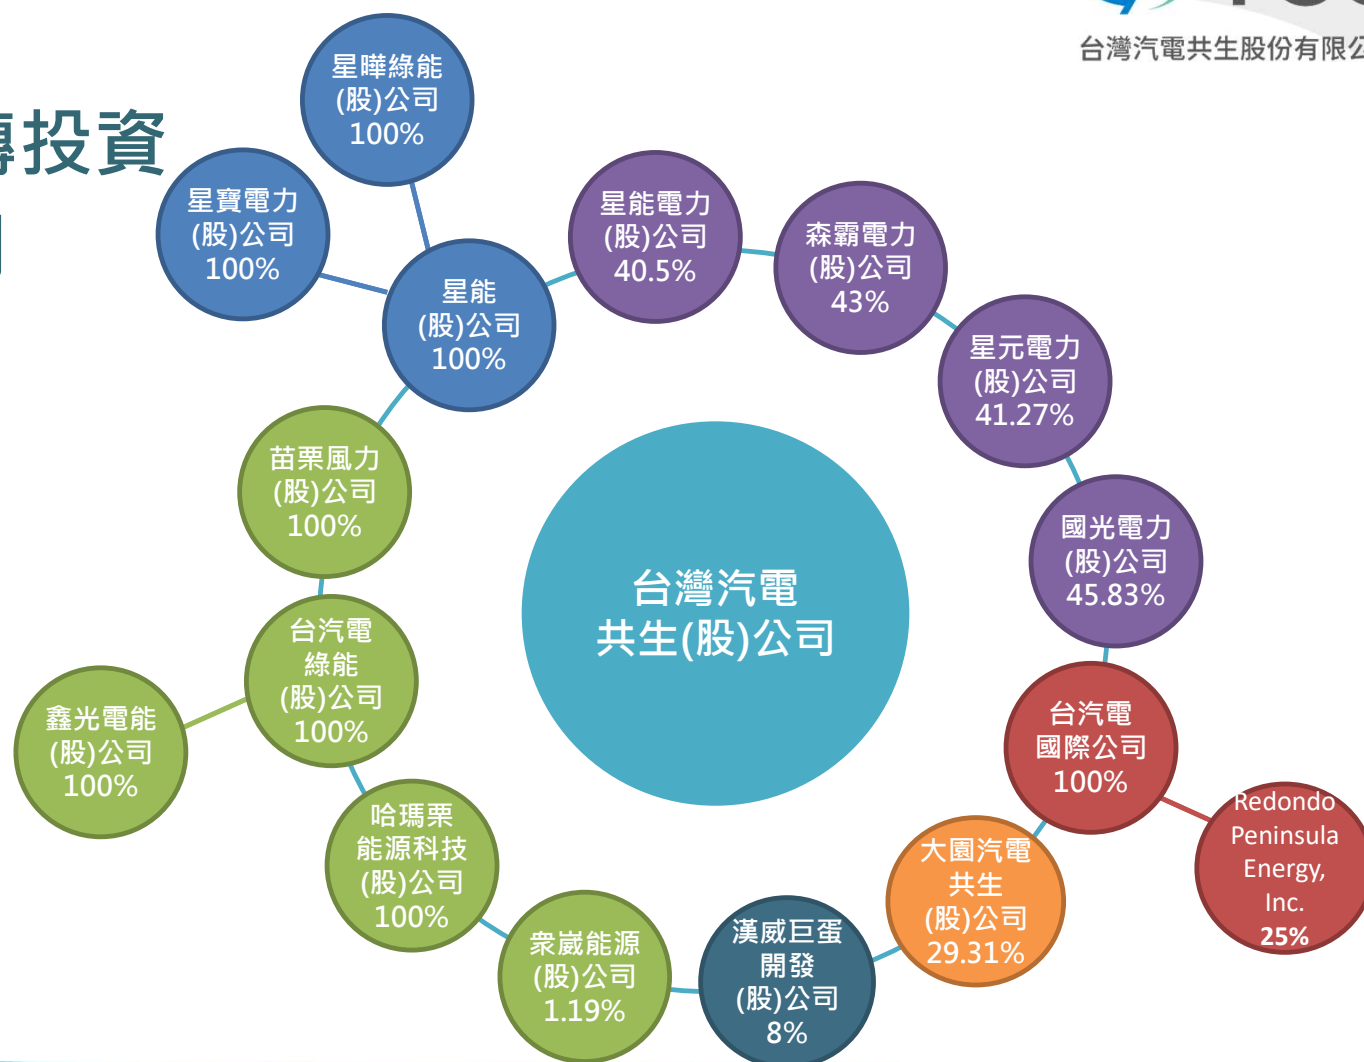 台灣汽電共生股份有限公
轉投資
星曄綠能
(股)公司
100%
星寶電力
(股)公司
100%
星能
(股)公司
100%
星能電力
(股)公司
40.5%
森霸電力
(股)公司
43%
星元電力
(股)公司
41.27%
國光電力
(股)公司
45.83%
苗栗風力
(股)公司
100%
台灣汽電
共生(股)公司
台汽電
綠能
(股)公司
100%
鑫光電能
(股)公司
100%
台汽電
國際公司
100%
Redondo
Peninsula
Energy,
Inc.
25%
哈瑪栗
能源科技
(股)公司
100%
大園汽電
共生
(股)公司
29.31%
衆崴能源
(股)公司
1.19%
漢威巨蛋
開發
(股)公司
8%